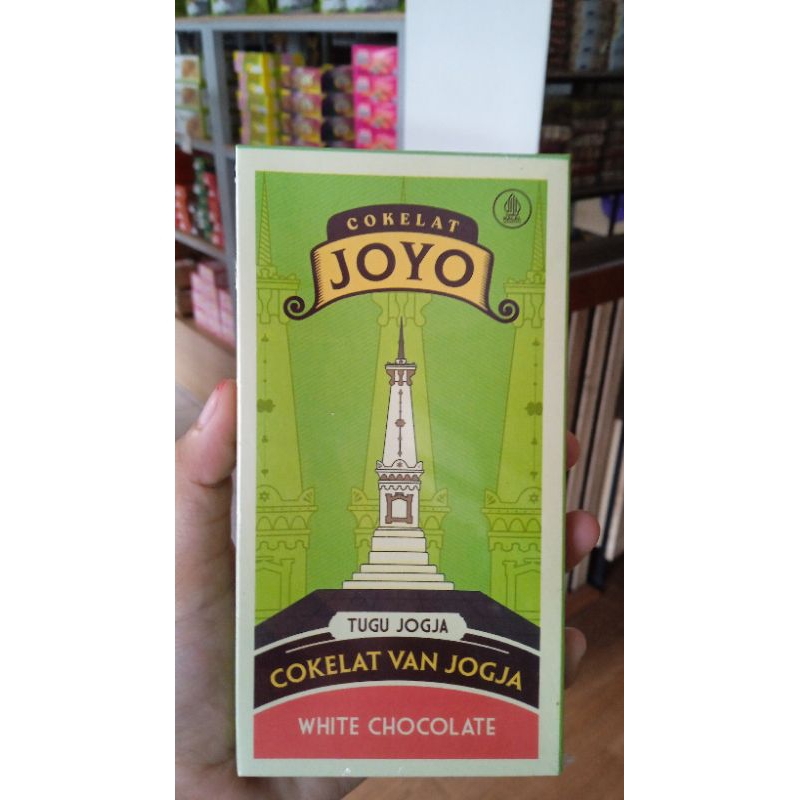 COKELAT
JOYO
TUGU JOGJA
COKELAT VAN JOGJA
WHITE CHOCOLATE